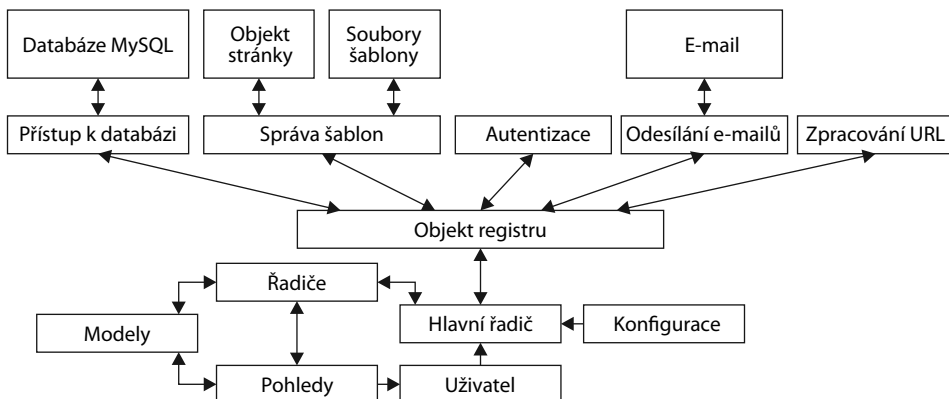 Databáze MySQL
Objekt
stránky
Soubory
šablony
E-mail
Přístup k databázi
Správa šablon
Autentizace
Odesílání e-mailů
Zpracování URL
Objekt registru
Řadiče
Modely
Hlavní řadič
Konfigurace
Pohledy
Uživatel